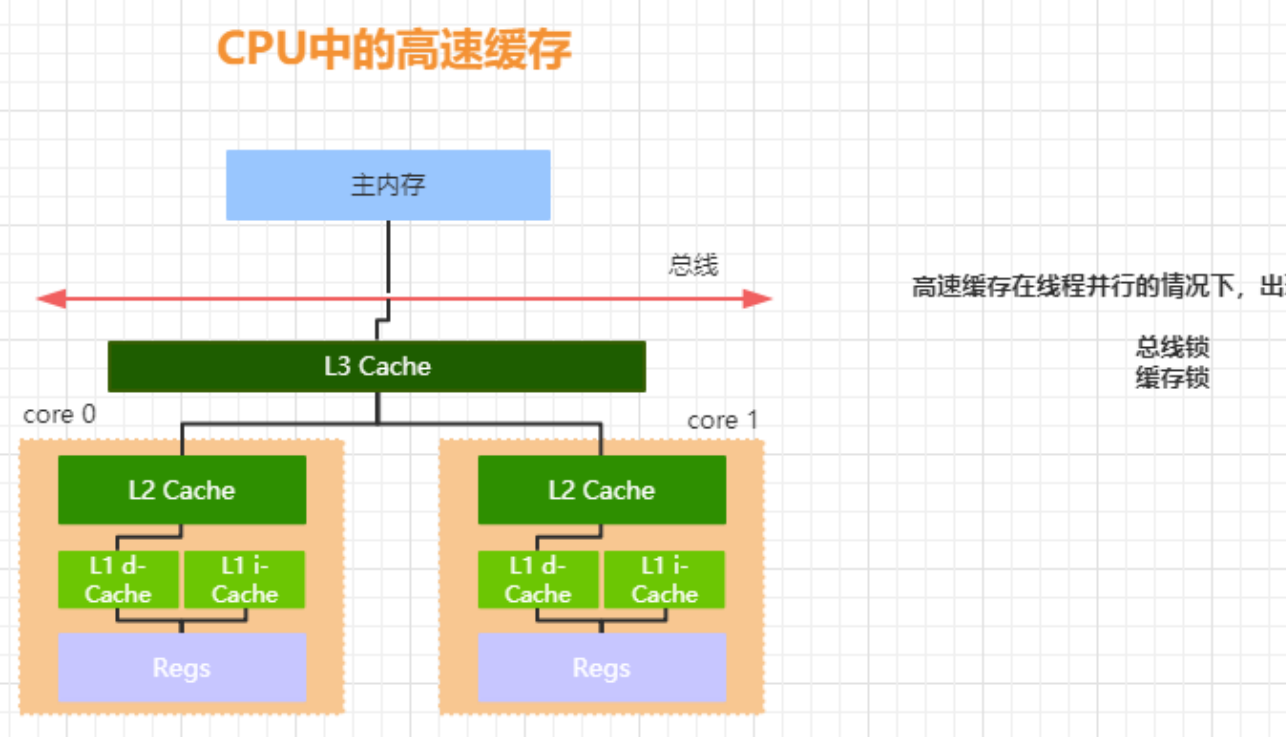 CPU中的高速缓存
主内存
总线
高速缓存在线程并行的情况下，出
总线锁
缓存锁
L3 Cache
core 0
core 1
L2 Cache
L2 Cache
L1 d-
Cache
L1 i-
Cache
L1 d-
Cache
L1 i-
Cache
Regs
Regs